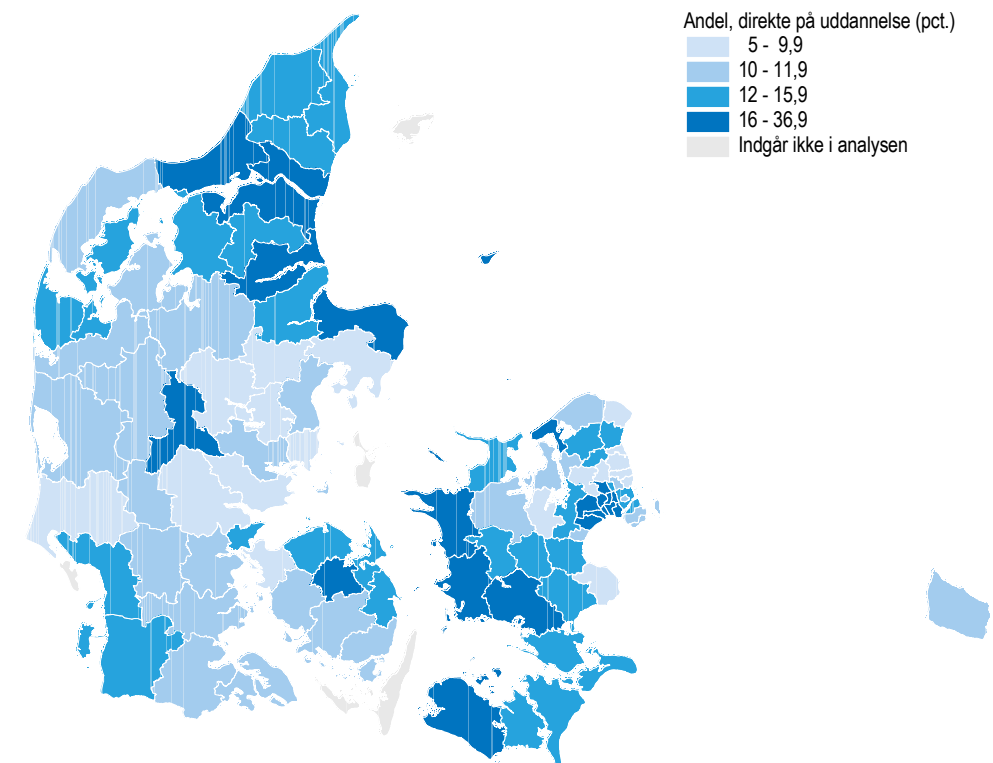 Andel, direkte på uddannelse (pct.)
5 - 9,9
10 - 11,9
12 - 15,9
16 - 36,9
Indgår ikke i analysen